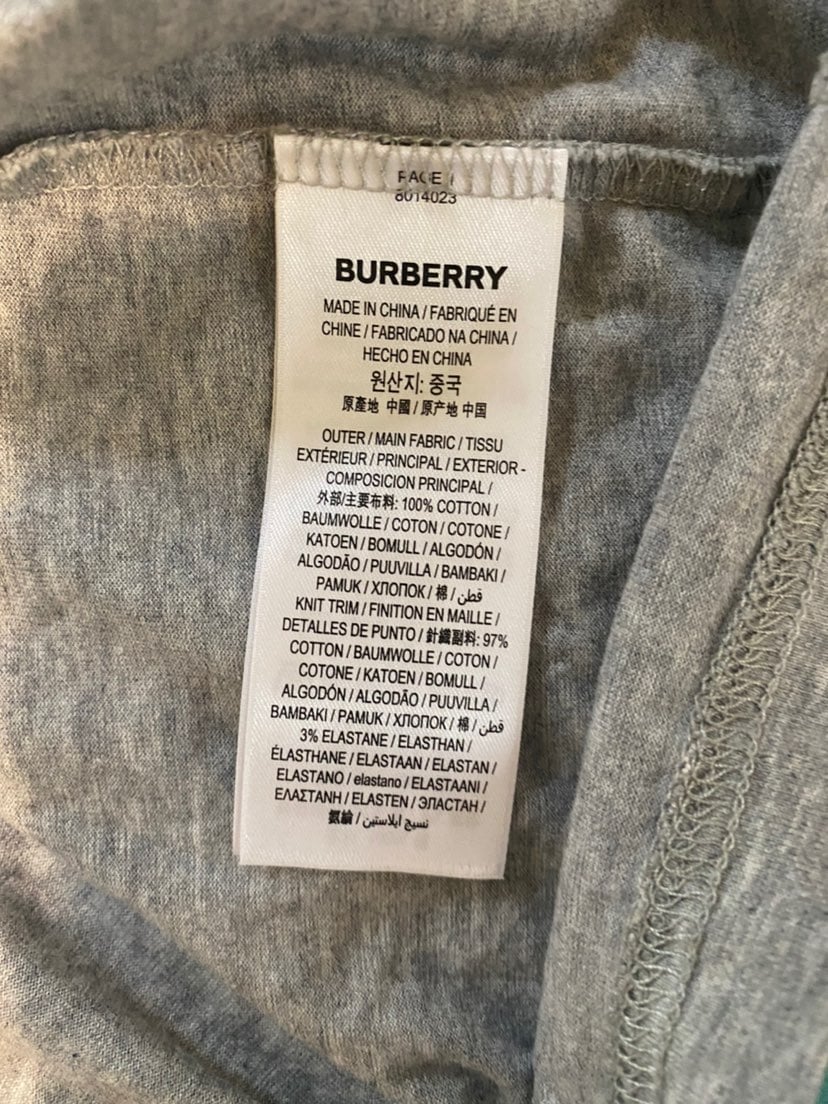 PAGE 1
8014023
BURBERRY
MADE IN CHINA / FABRIQUÉ EN
CHINE / FABRICADO NA CHINA /
HECHO EN CHINA
원산지: 중국
原產地 中國 / 原产地 中国
OUTER / MAIN FABRIC / TISSU
EXTÉRIEUR / PRINCIPAL / EXTERIOR -
COMPOSICION PRINCIPAL /
外部/主要布料: 100% COTTON /
BAUMWOLLE / COTON / COTONE /
KATOEN / BOMULL / ALGODÓN /
ALGODÃO / PUUVILLA / BAMBAKI /
PAMUK / ХЛОПОК / 棉 / قطن
KNIT TRIM / FINITION EN MAILLE /
DETALLES DE PUNTO / 針織副料: 97%
COTTON / BAUMWOLLE / COTON /
COTONE / KATOEN / BOMULL /
ALGODÓN / ALGODÃO / PUUVILLA /
BAMBAKI / PAMUK / ХЛОПОК / 棉 / قطن
3% ELASTANE / ELASTHAN /
ÉLASTHANE / ELASTAAN / ELASTAN /
ELASTANO / elastano / ELASTAANI /
ΕΛΑΣΤΑΝΗ / ELASTEN / ЭЛАСТАН /
氨綸 / نسيج ايلاستين